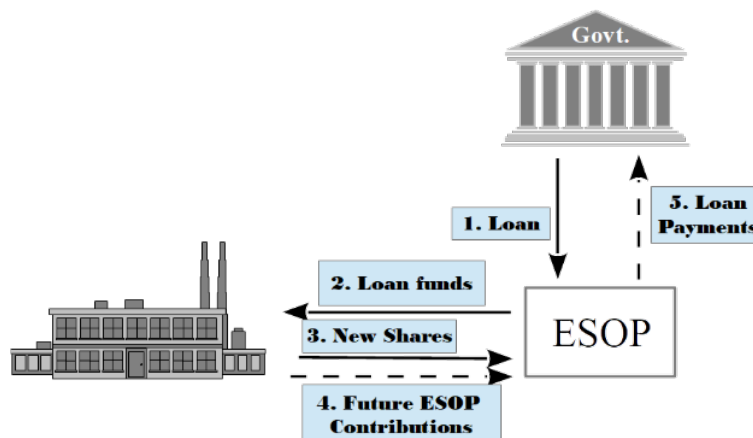 Govt.
1. Loan
5. Loan
Payments
2. Loan funds
3. New Shares
ESOP
4. Future ESOP
Contributions